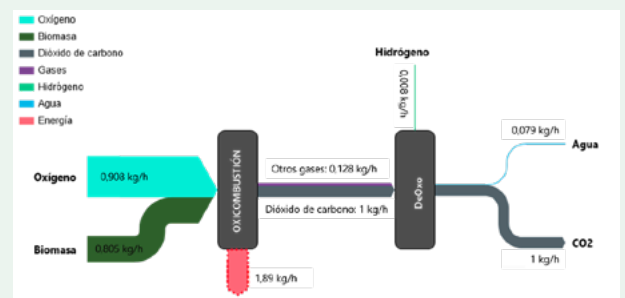 Oxígeno
Biomasa
Dióxido de carbono
Gases
Hidrógeno
Agua
Energía
Hidrógeno
0,008 kg/h
0,079 kg/h
Agua
Oxígeno
0,908 kg/h
OXICOMBUSTIÓN
Otros gases: 0,128 kg/h
Dióxido de carbono: 1 kg/h
DeOxo
Biomasa
0.805 kg/h
CO2
1 kg/h
1,89 kg/h